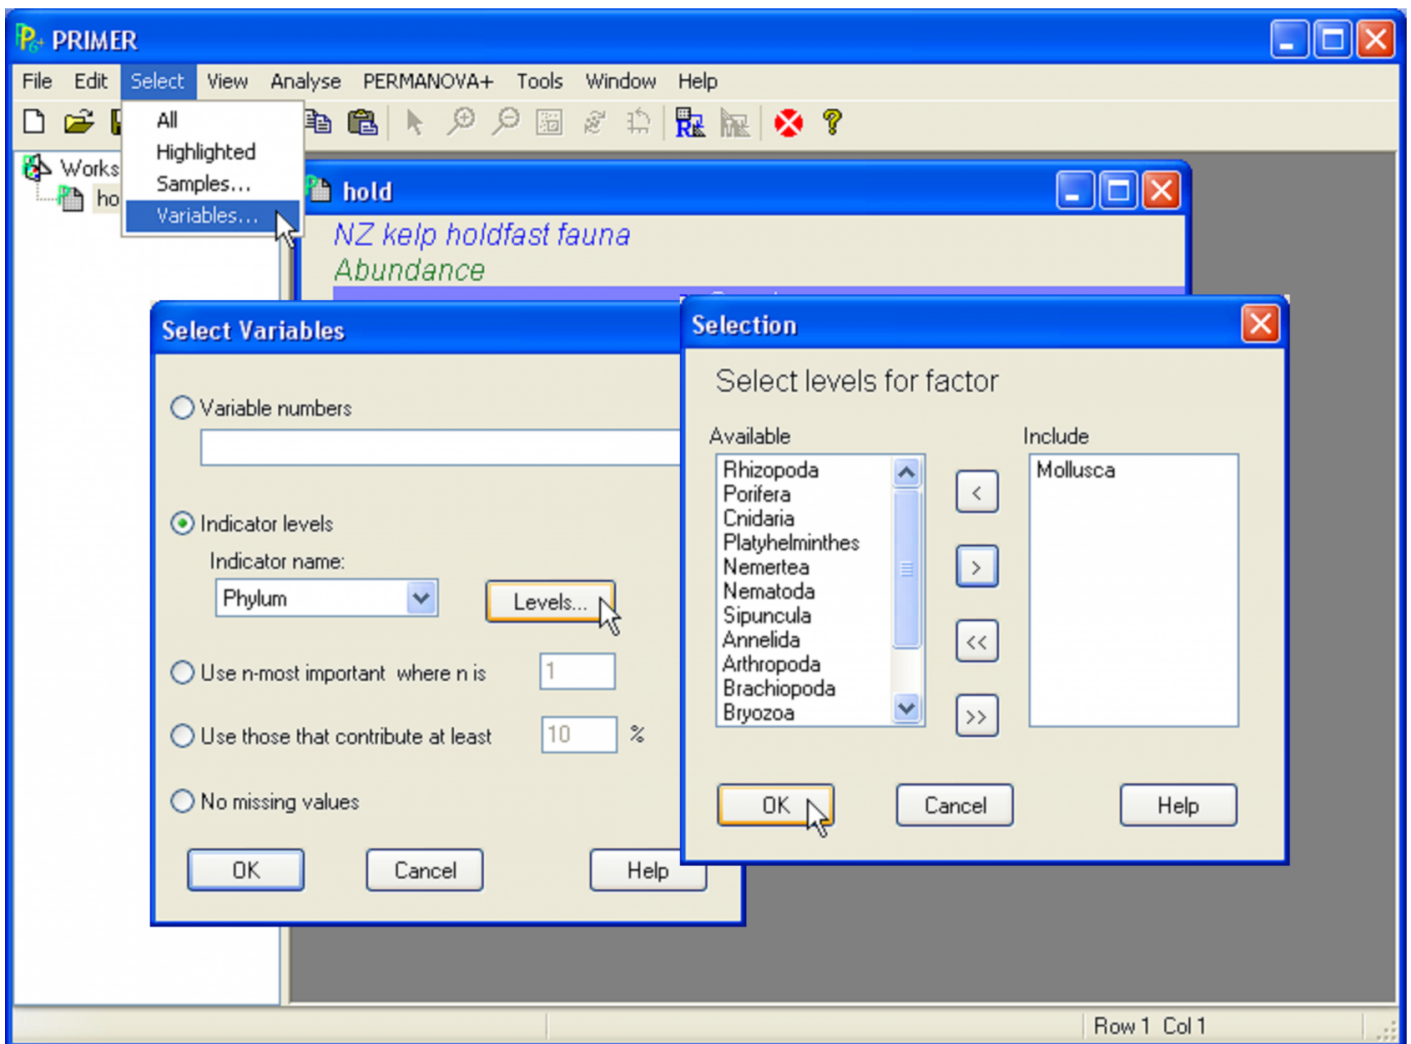 PRIMER
File Edit Select View Analyse PERMANOVA+ Tools Window Help
All
Highlighted
Samples...
Variables...
Works
ho
hold
NZ kelp holdfast fauna
Abundance
Select Variables
Variable numbers
Indicator levels
Indicator name:
Phylum
Levels...
Use n-most important where n is 1
Use those that contribute at least 10 %
No missing values
OK Cancel Help
Selection
Select levels for factor
Available Include
Rhizopoda
Porifera
Cnidaria
Platyhelminthes
Nemertea
Nematoda
Sipuncula
Annelida
Arthropoda
Brachiopoda
Bryozoa
Mollusca
<
>
<<
>>
OK Cancel Help
Row 1 Col 1